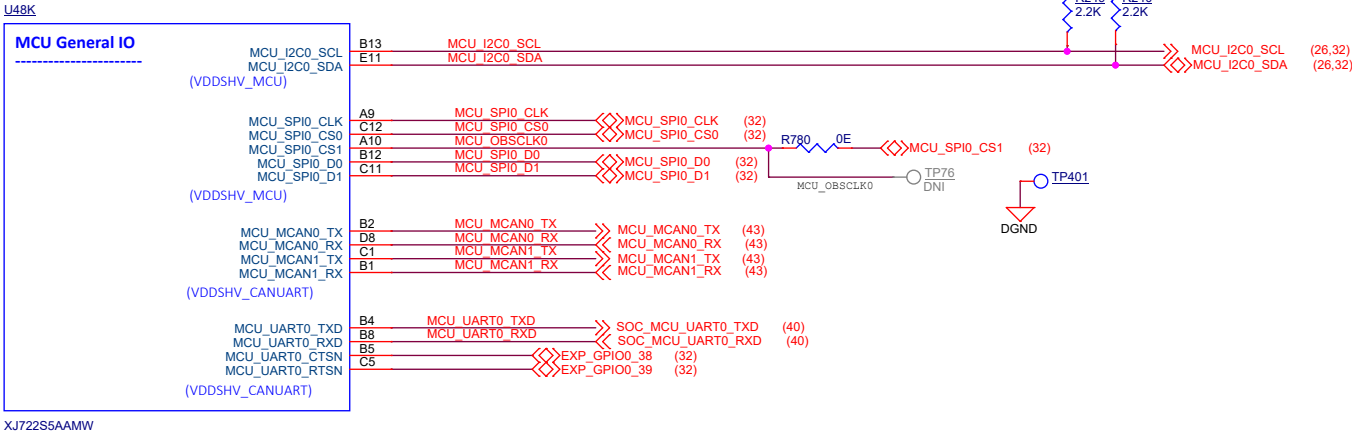 U48K
2.2K 2.2K
MCU General IO
----------------------
MCU_I2C0_SCL B13 MCU_I2C0_SCL MCU_I2C0_SCL (26,32)
MCU_I2C0_SDA E11 MCU_I2C0_SDA MCU_I2C0_SDA (26,32)
(VDDSHV_MCU)
MCU_SPI0_CLK A9 MCU_SPI0_CLK MCU_SPI0_CLK (32)
MCU_SPI0_CS0 C12 MCU_SPI0_CS0 MCU_SPI0_CS0 (32)
MCU_SPI0_CS1 A10 MCU_OBSCLK0 R780 0E MCU_SPI0_CS1 (32)
MCU_SPI0_D0 B12 MCU_SPI0_D0 MCU_SPI0_D0 (32)
MCU_SPI0_D1 C11 MCU_SPI0_D1 MCU_SPI0_D1 (32)
MCU_OBSCLK0 TP76
DNI
TP401
DGND
(VDDSHV_MCU)
MCU_MCAN0_TX B2 MCU_MCAN0_TX MCU_MCAN0_TX (43)
MCU_MCAN0_RX D8 MCU_MCAN0_RX MCU_MCAN0_RX (43)
MCU_MCAN1_TX C1 MCU_MCAN1_TX MCU_MCAN1_TX (43)
MCU_MCAN1_RX B1 MCU_MCAN1_RX MCU_MCAN1_RX (43)
(VDDSHV_CANUART)
MCU_UART0_TXD B4 MCU_UART0_TXD SOC_MCU_UART0_TXD (40)
MCU_UART0_RXD B8 MCU_UART0_RXD SOC_MCU_UART0_RXD (40)
MCU_UART0_CTSN B5 EXP_GPIO0_38 (32)
MCU_UART0_RTSN C5 EXP_GPIO0_39 (32)
(VDDSHV_CANUART)
XJ722S5AAMW